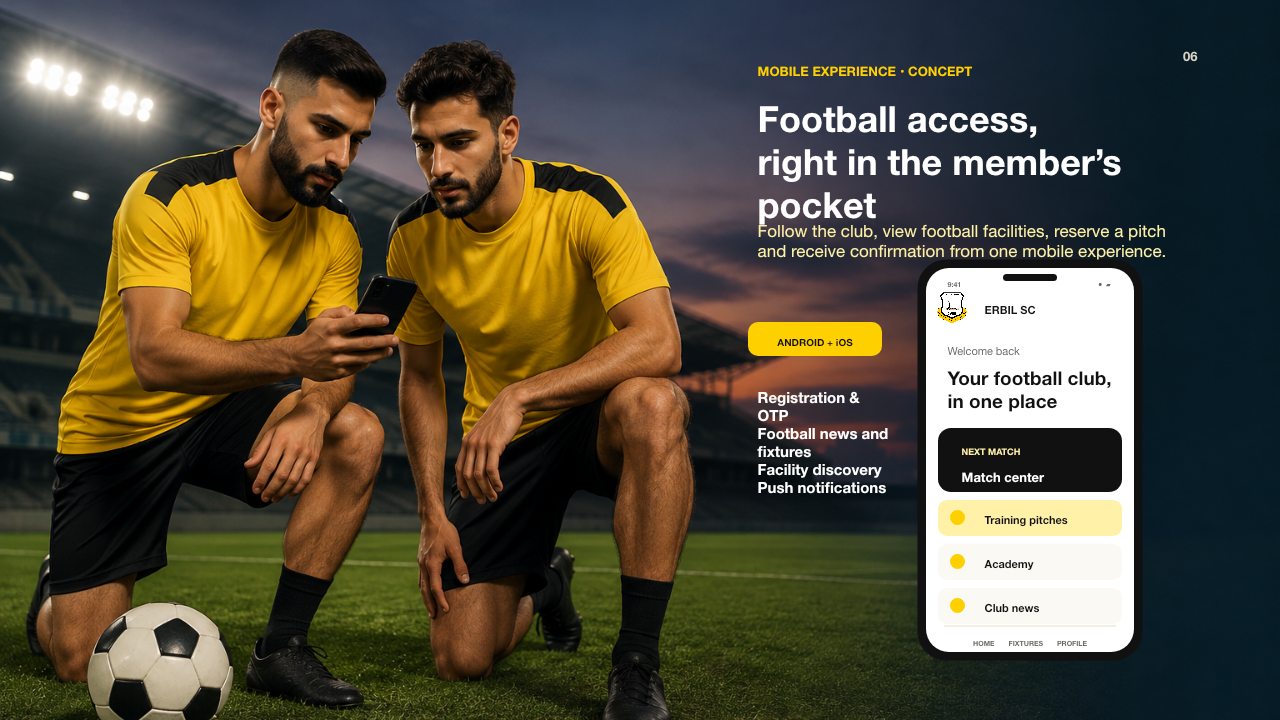 06
MOBILE EXPERIENCE · CONCEPT
Football access,
right in the member’s
pocket
Follow the club, view football facilities, reserve a pitch
and receive confirmation from one mobile experience.
ANDROID + iOS
Registration &
OTP
Football news and
fixtures
Facility discovery
Push notifications
9:41
ERBIL SC
Welcome back
Your football club,
in one place
NEXT MATCH
Match center
Training pitches
Academy
Club news
HOME FIXTURES PROFILE